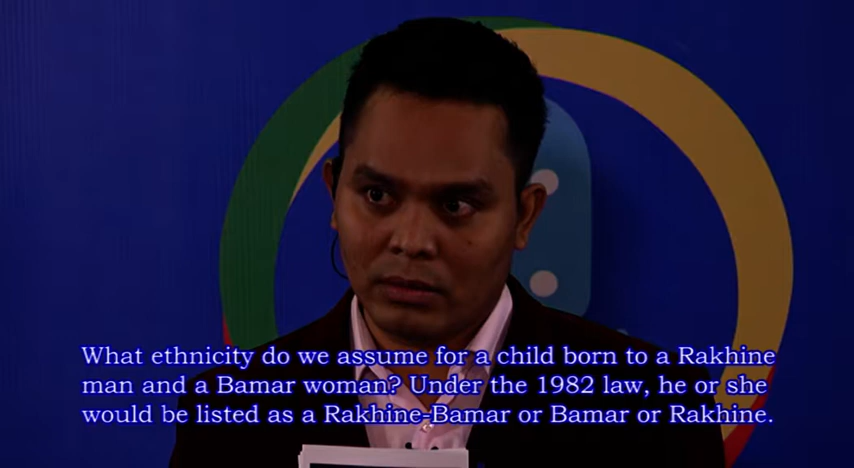 What ethnicity do we assume for a child born to a Rakhine
man and a Bamar woman? Under the 1982 law, he or she
would be listed as a Rakhine-Bamar or Bamar or Rakhine.